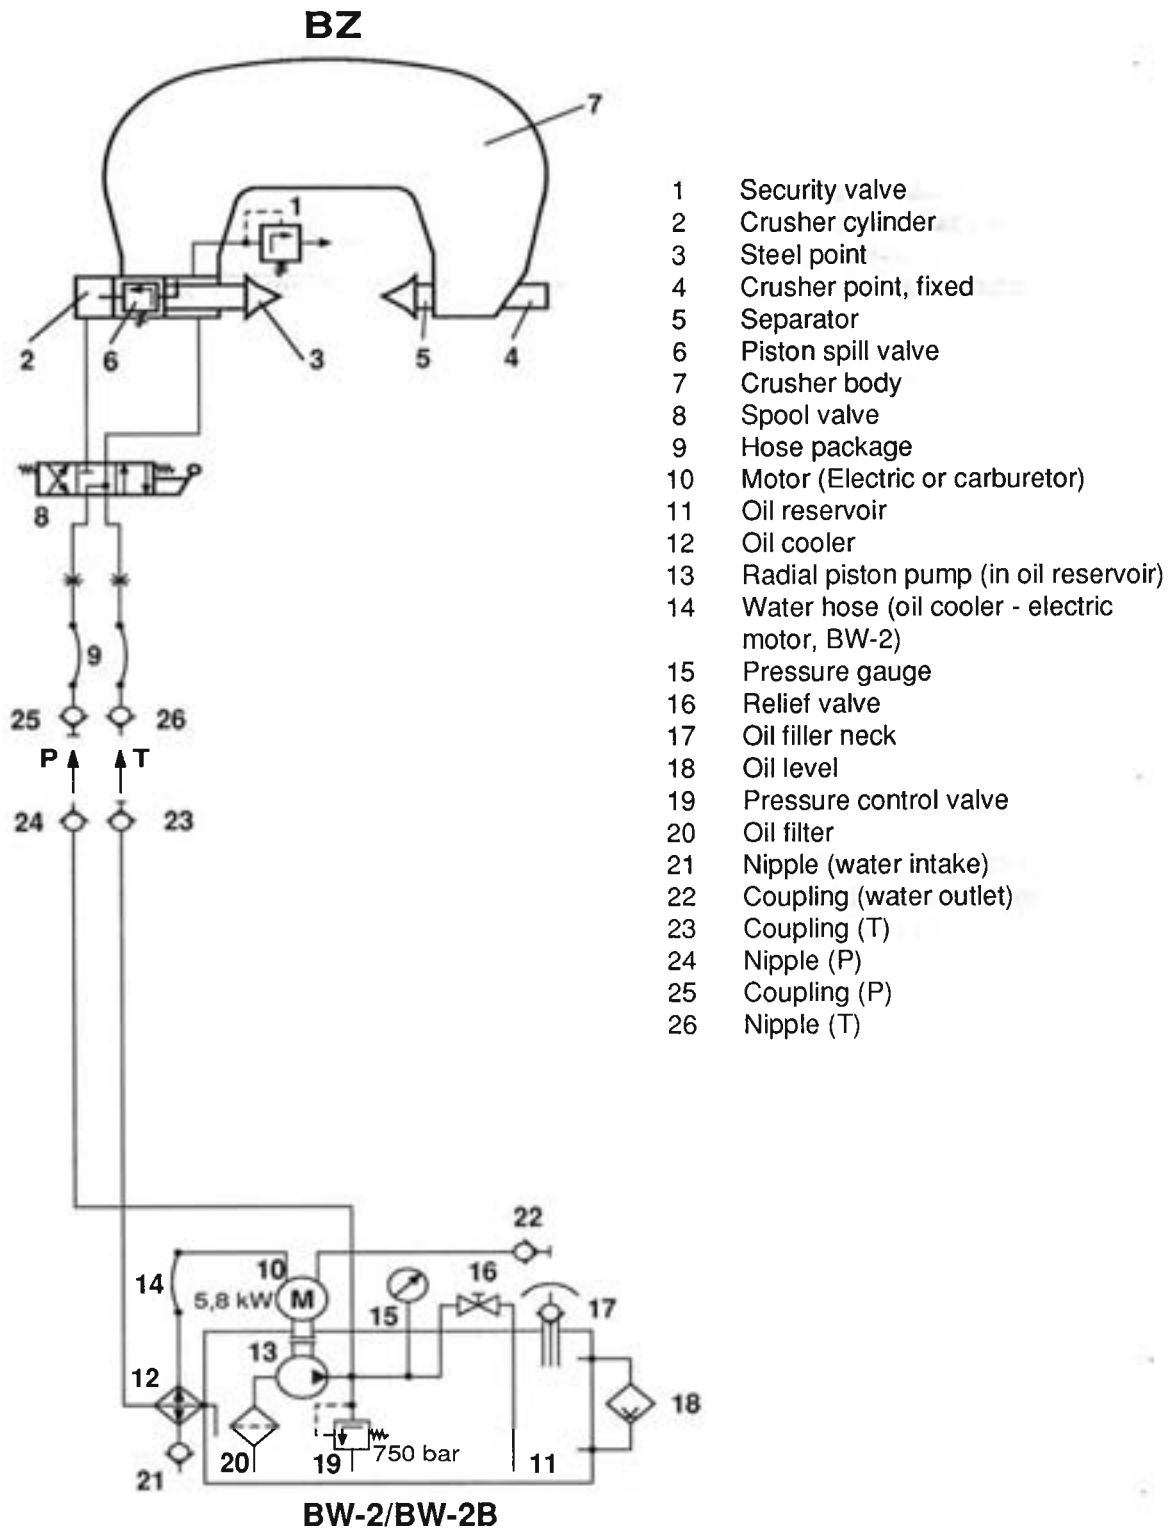 BZ
7
1
2
6
3
5
4
8
9
25
26
P
T
24
23
22
14
10
5,8 kW
M
15
16
17
13
12
18
20
19
750 bar
11
21
BW-2/BW-2B
1 Security valve
2 Crusher cylinder
3 Steel point
4 Crusher point, fixed
5 Separator
6 Piston spill valve
7 Crusher body
8 Spool valve
9 Hose package
10 Motor (Electric or carburetor)
11 Oil reservoir
12 Oil cooler
13 Radial piston pump (in oil reservoir)
14 Water hose (oil cooler - electric
motor, BW-2)
15 Pressure gauge
16 Relief valve
17 Oil filler neck
18 Oil level
19 Pressure control valve
20 Oil filter
21 Nipple (water intake)
22 Coupling (water outlet)
23 Coupling (T)
24 Nipple (P)
25 Coupling (P)
26 Nipple (T)